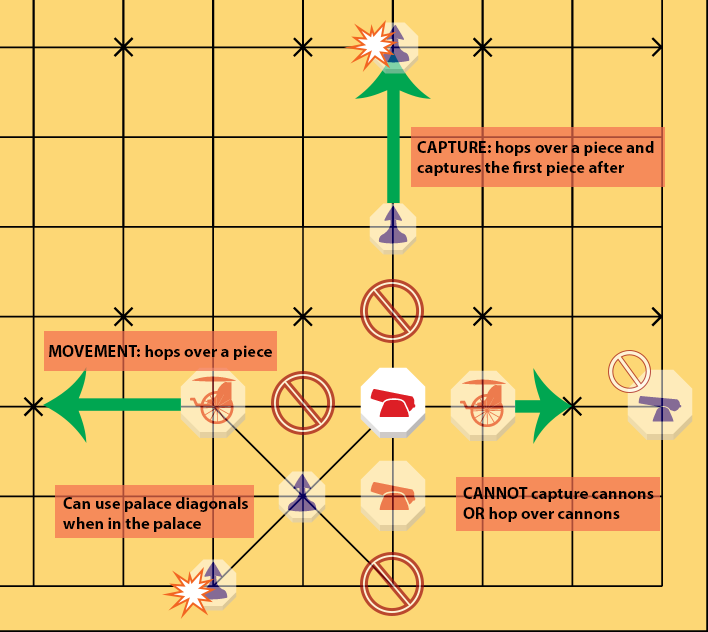 CAPTURE: hops over a piece and
captures the first piece after
MOVEMENT: hops over a piece
Can use palace diagonals
when in the palace
CANNOT capture cannons
OR hop over cannons